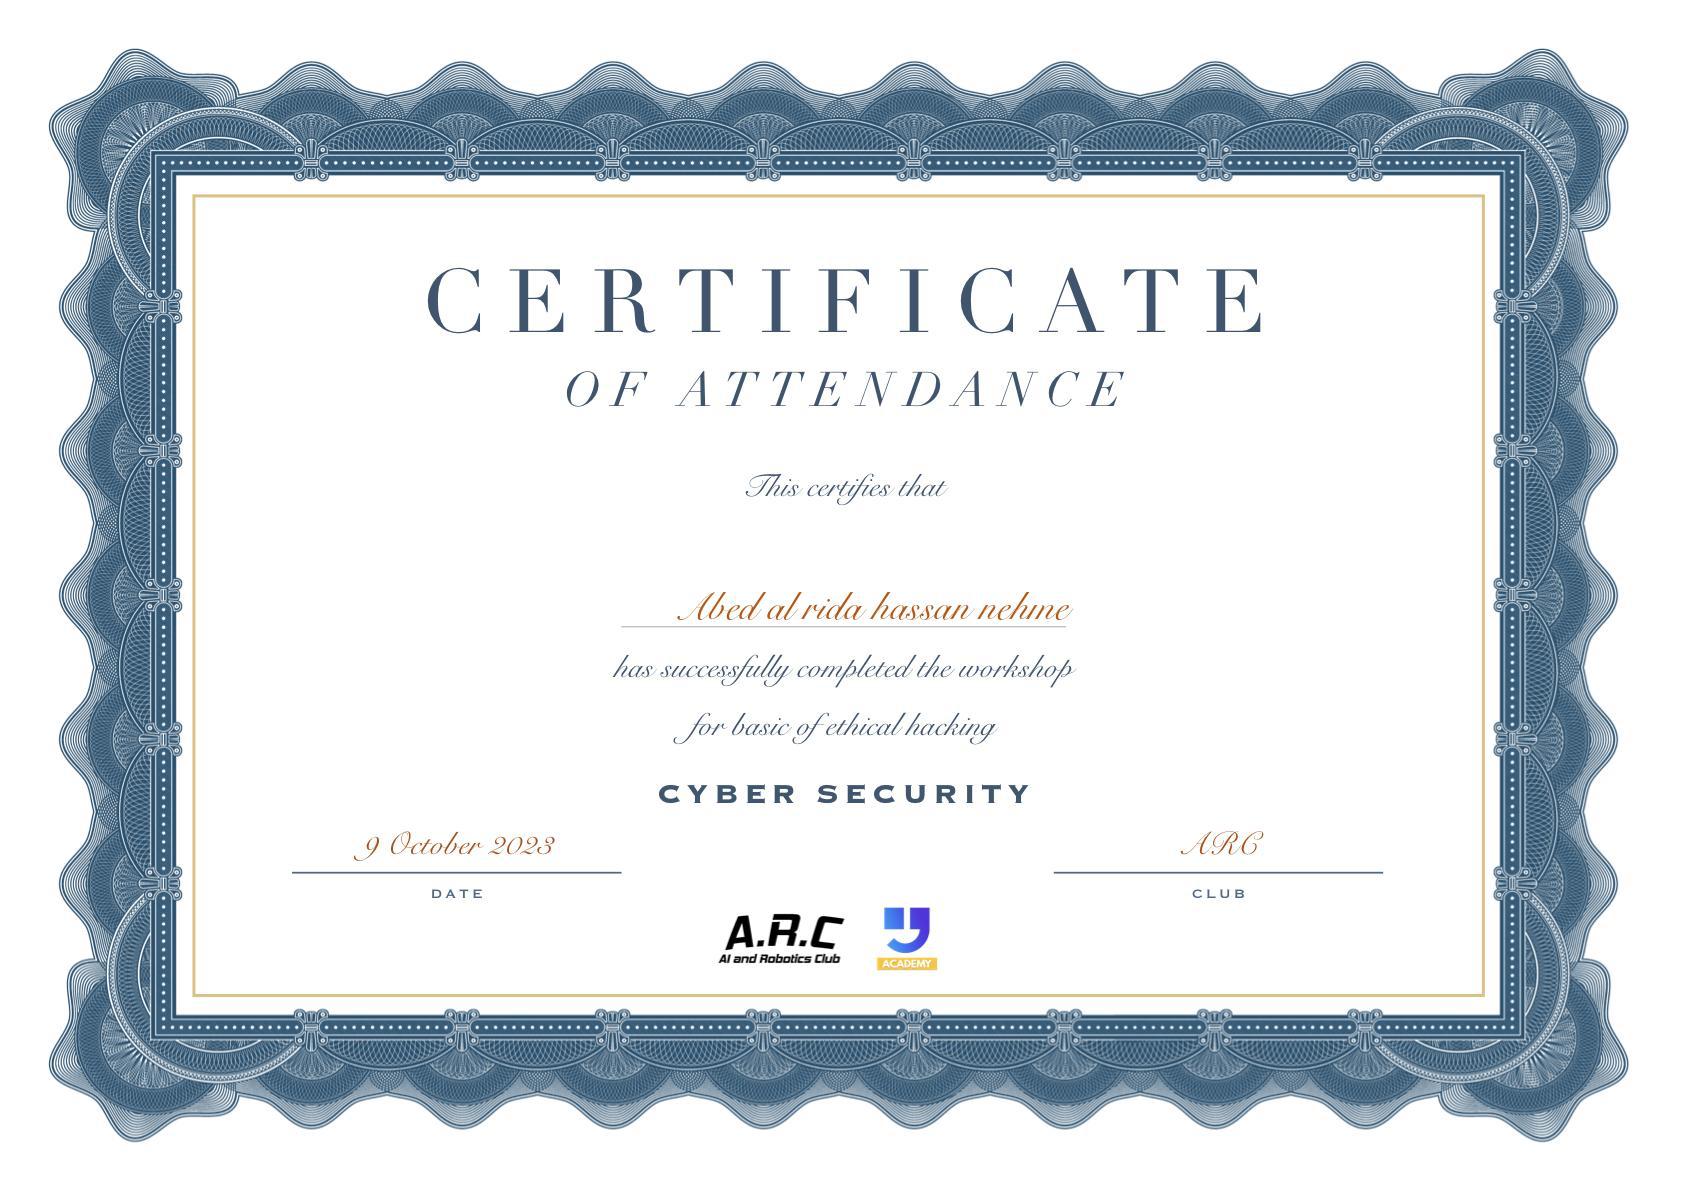 CERTIFICATE
OF ATTENDANCE
This certifies that
Abed al rida hassan nehme
has successfully completed the workshop
for basic of ethical hacking
CYBER SECURITY
9 October 2023
ARC
DATE
CLUB
A.R.C
AI and Robotics Club
ACADEMY